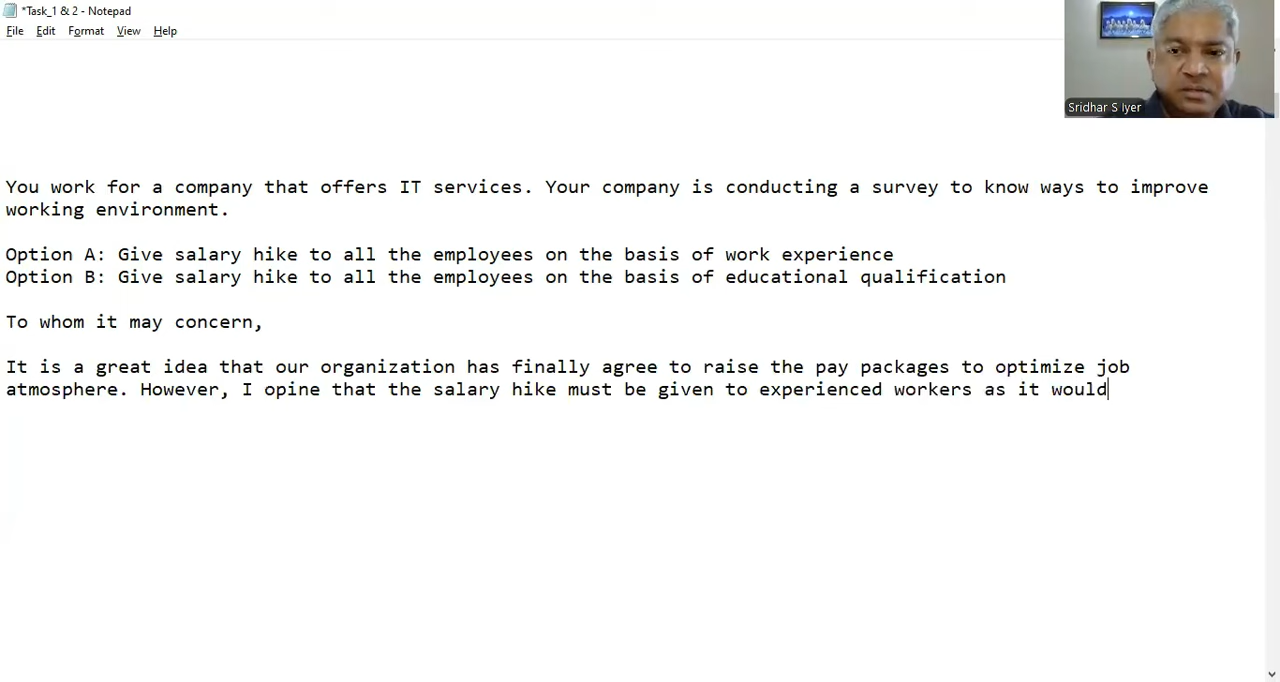 *Task_1 & 2 - Notepad
File Edit Format View Help
Sridhar S Iyer
You work for a company that offers IT services. Your company is conducting a survey to know ways to improve
working environment.
Option A: Give salary hike to all the employees on the basis of work experience
Option B: Give salary hike to all the employees on the basis of educational qualification
To whom it may concern,
It is a great idea that our organization has finally agree to raise the pay packages to optimize job
atmosphere. However, I opine that the salary hike must be given to experienced workers as it would